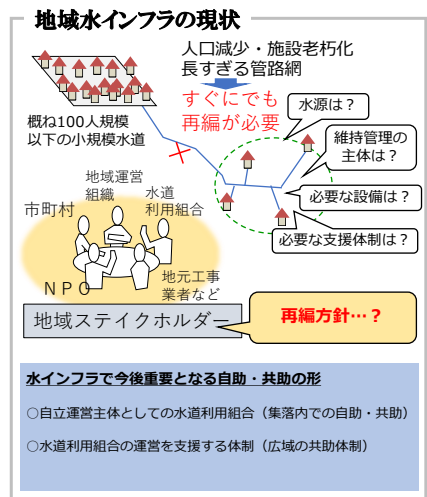 地域水インフラの現状
人口減少・施設老朽化
長すぎる管路網
すぐにでも
再編が必要
概ね100人規模
以下の小規模水道
水源は？
維持管理の
主体は？
必要な設備は？
必要な支援体制は？
地域運営
組織
水道
利用組合
市町村
NPO
地元工事
業者など
地域ステイクホルダー
再編方針…？
水インフラで今後重要となる自助・共助の形
○自立運営主体としての水道利用組合（集落内での自助・共助）
○水道利用組合の運営を支援する体制（広域の共助体制）